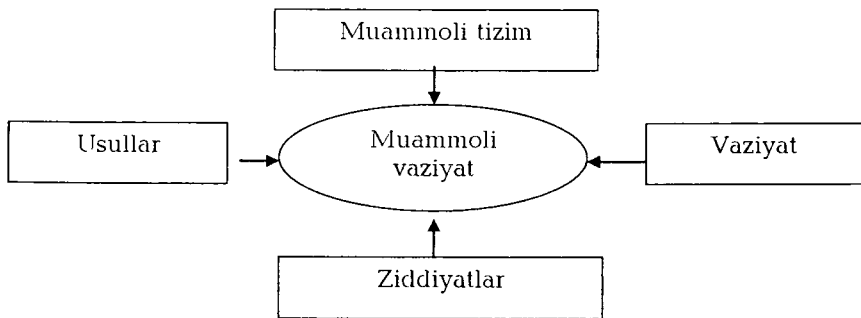 Muammoli tizim
Usullar
Muammoli
vaziyat
Vaziyat
Ziddiyatlar